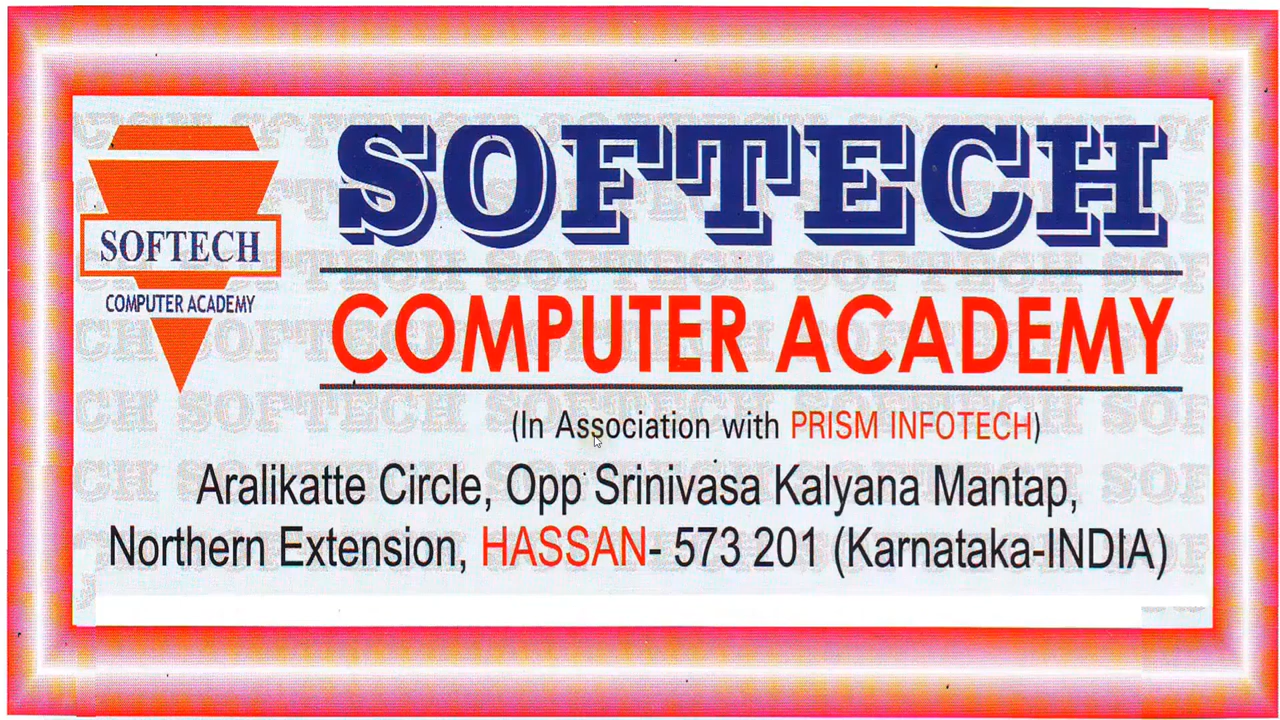 SOFTECH
COMPUTER ACADEMY
SOFTECH
COMPUTER ACADEMY
(In Association with PRISM INFOTECH)
Aralikatte Circle, Opp Srinivasa Kalyana Mantap,
Northern Extension, HASSAN- 573 201 (Karnataka-INDIA)